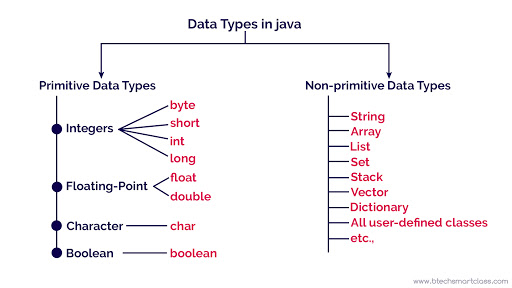 Data Types in java
Primitive Data Types
Integers
byte
short
int
long
Floating-Point
float
double
Character
char
Boolean
boolean
Non-primitive Data Types
String
Array
List
Set
Stack
Vector
Dictionary
All user-defined classes
etc.,
www.btechsmartclass.com